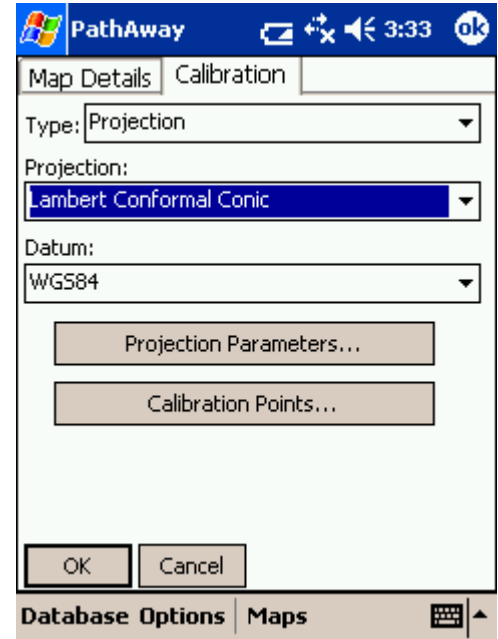 PathAway 3:33 ok
Map Details Calibration
Type: Projection
Projection:
Lambert Conformal Conic
Datum:
WGS84
Projection Parameters...
Calibration Points...
OK Cancel
Database Options Maps